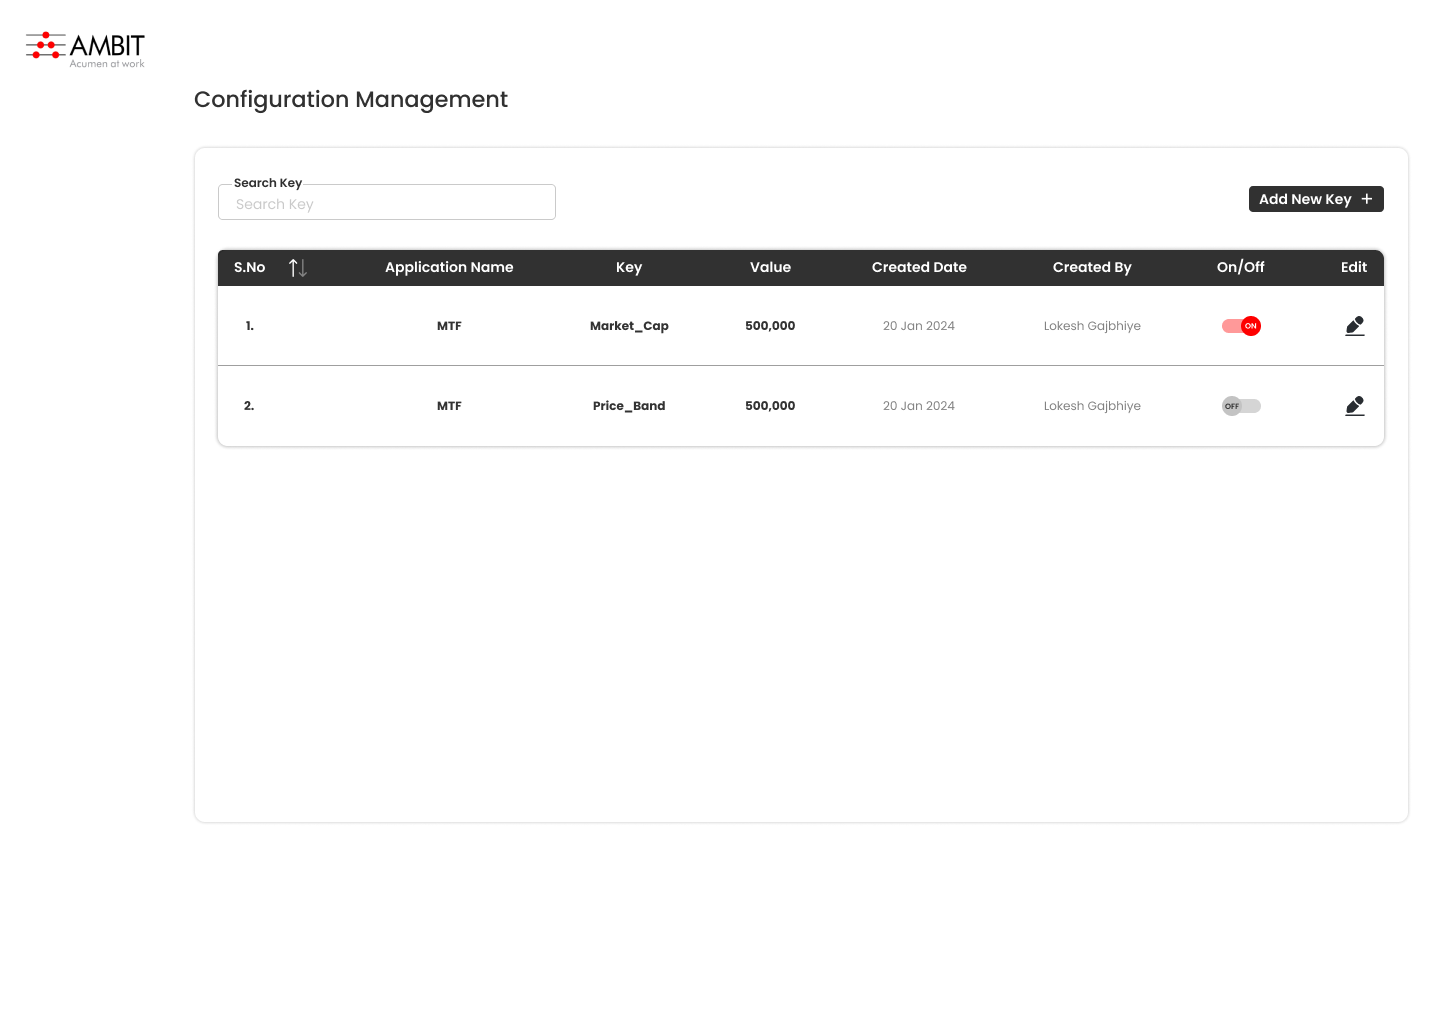 AMBIT
Acumen at work
Configuration Management
Search Key
Search Key
Add New Key +
S.No Application Name Key Value Created Date Created By On/Off Edit
1. MTF Market_Cap 500,000 20 Jan 2024 Lokesh Gajbhiye ON
2. MTF Price_Band 500,000 20 Jan 2024 Lokesh Gajbhiye OFF